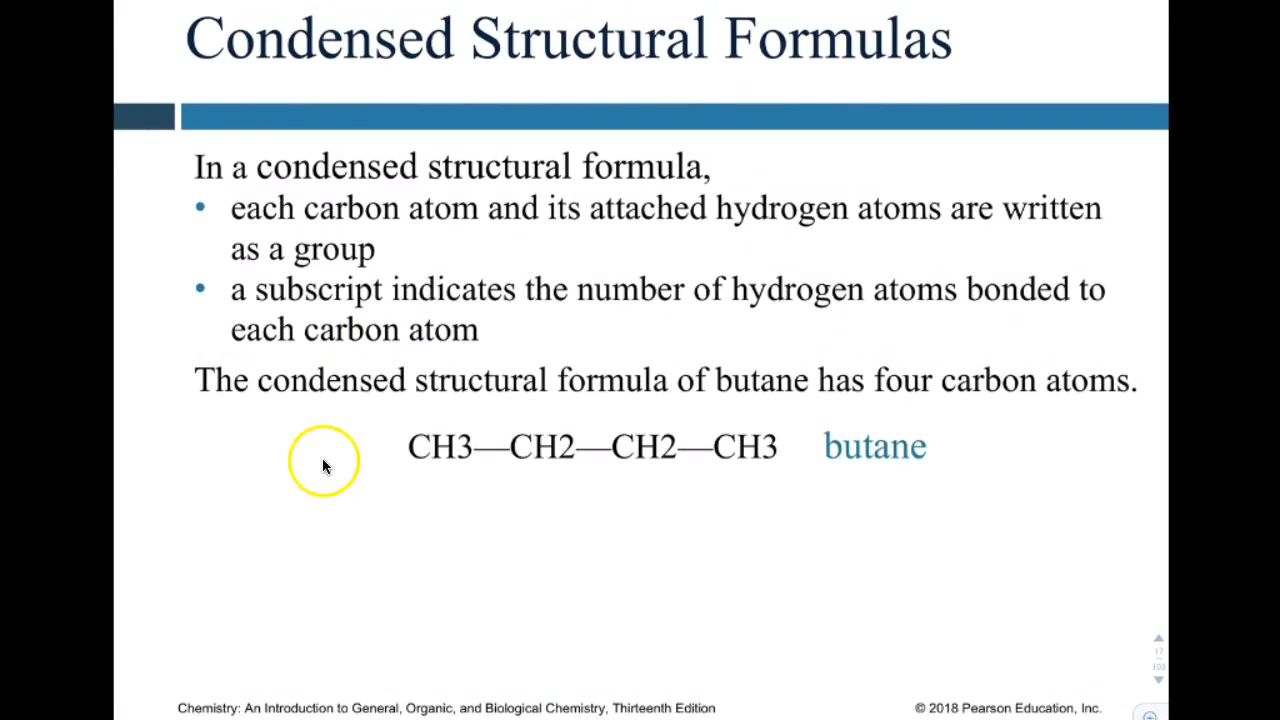 Condensed Structural Formulas
In a condensed structural formula,
• each carbon atom and its attached hydrogen atoms are written
as a group
• a subscript indicates the number of hydrogen atoms bonded to
each carbon atom
The condensed structural formula of butane has four carbon atoms.
CH3—CH2—CH2—CH3 butane
17
103
Chemistry: An Introduction to General, Organic, and Biological Chemistry, Thirteenth Edition © 2018 Pearson Education, Inc.